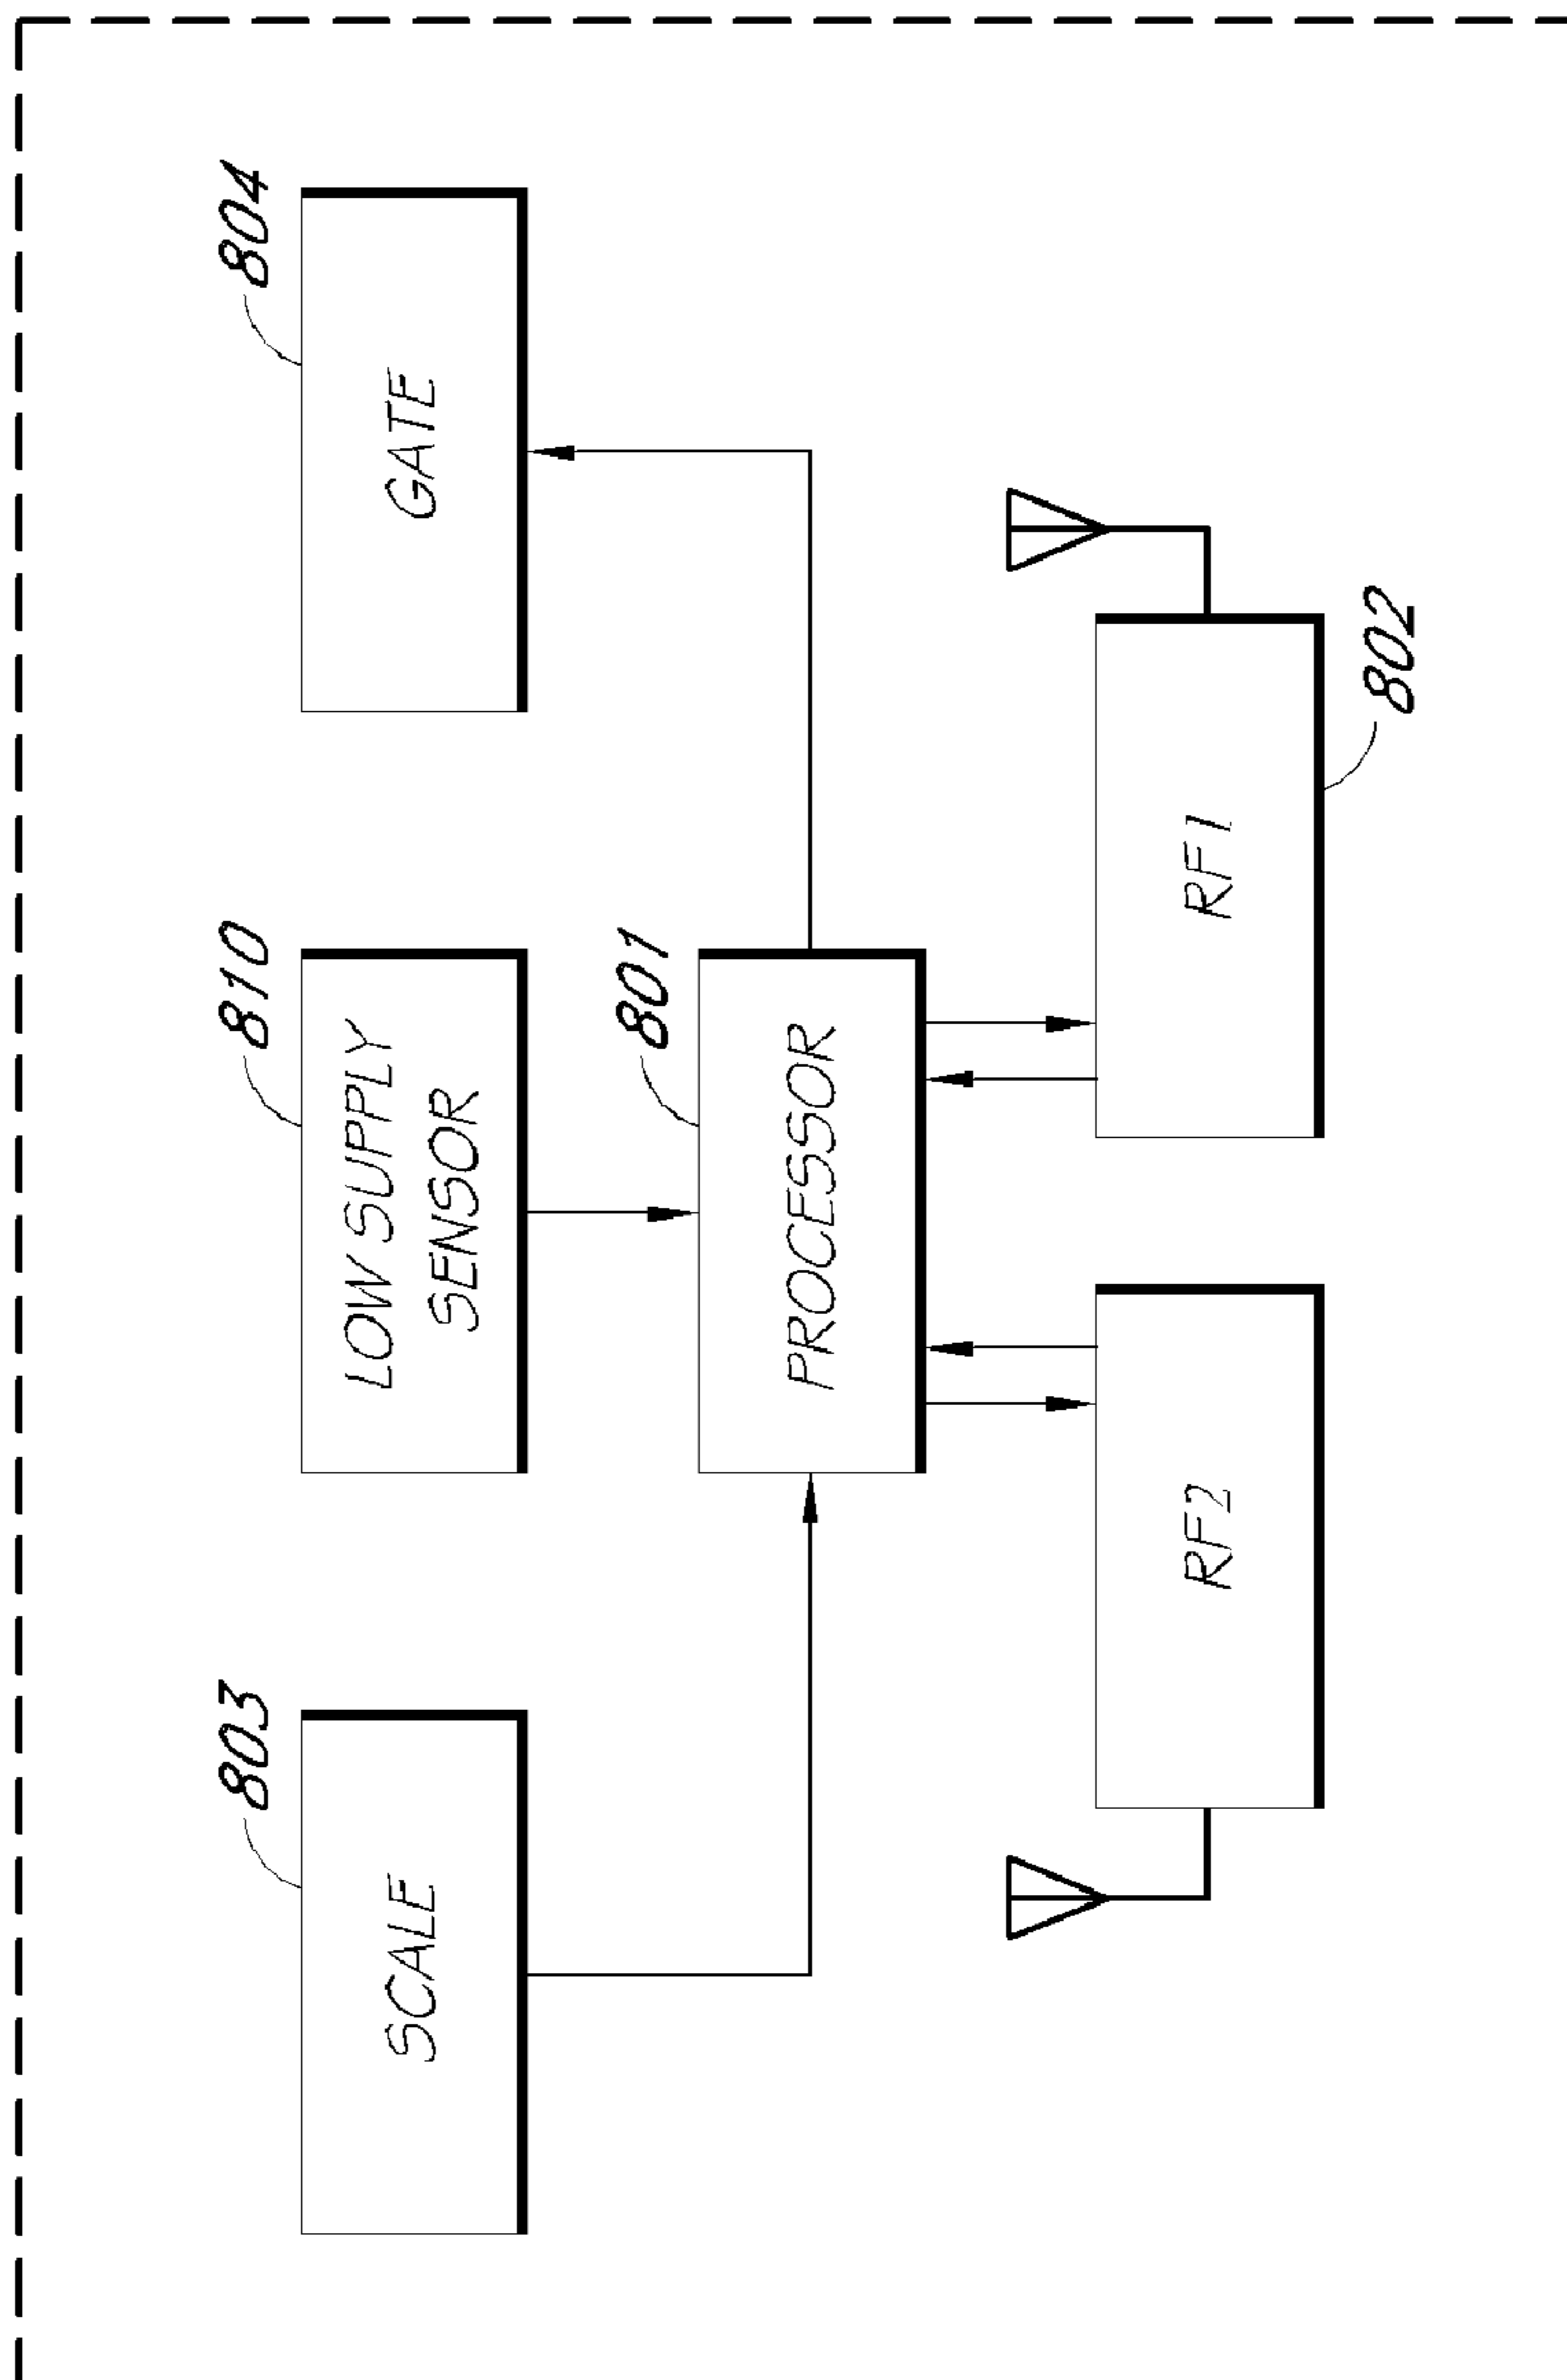 803
SCALE
810
LOW SUPPLY
SENSOR
804
GATE
801
PROCESSOR
RF2
RF1
802